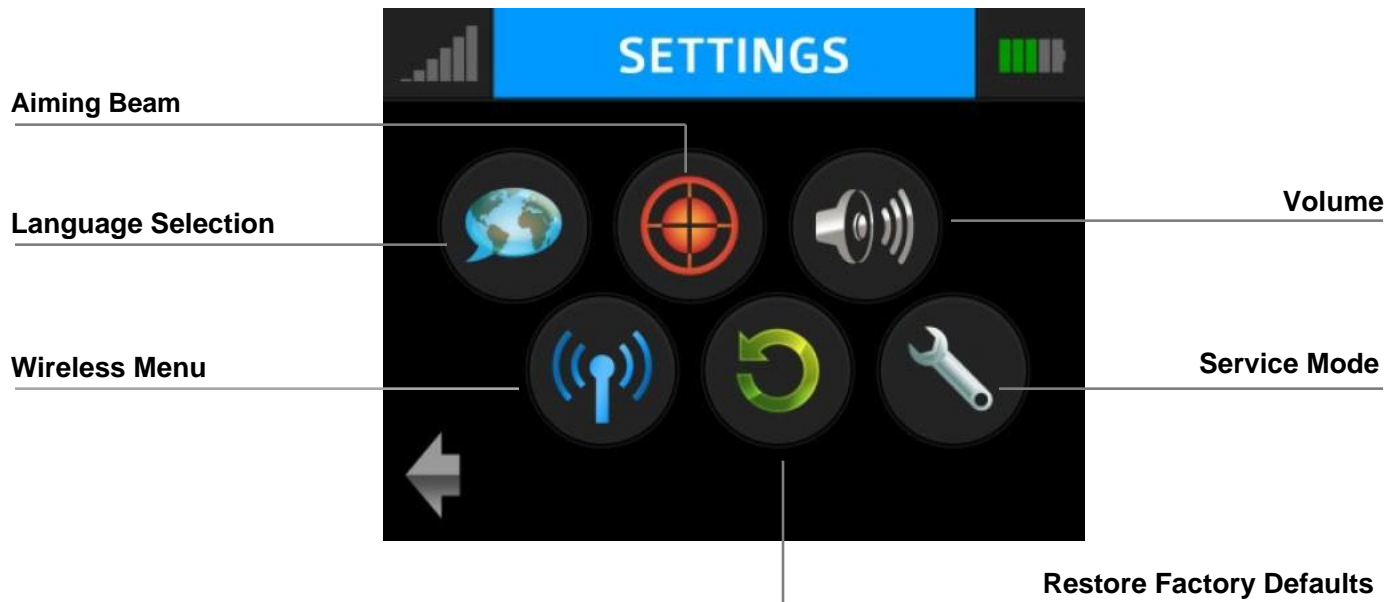 SETTINGS
Aiming Beam
Language Selection
Volume
Wireless Menu
Service Mode
Restore Factory Defaults